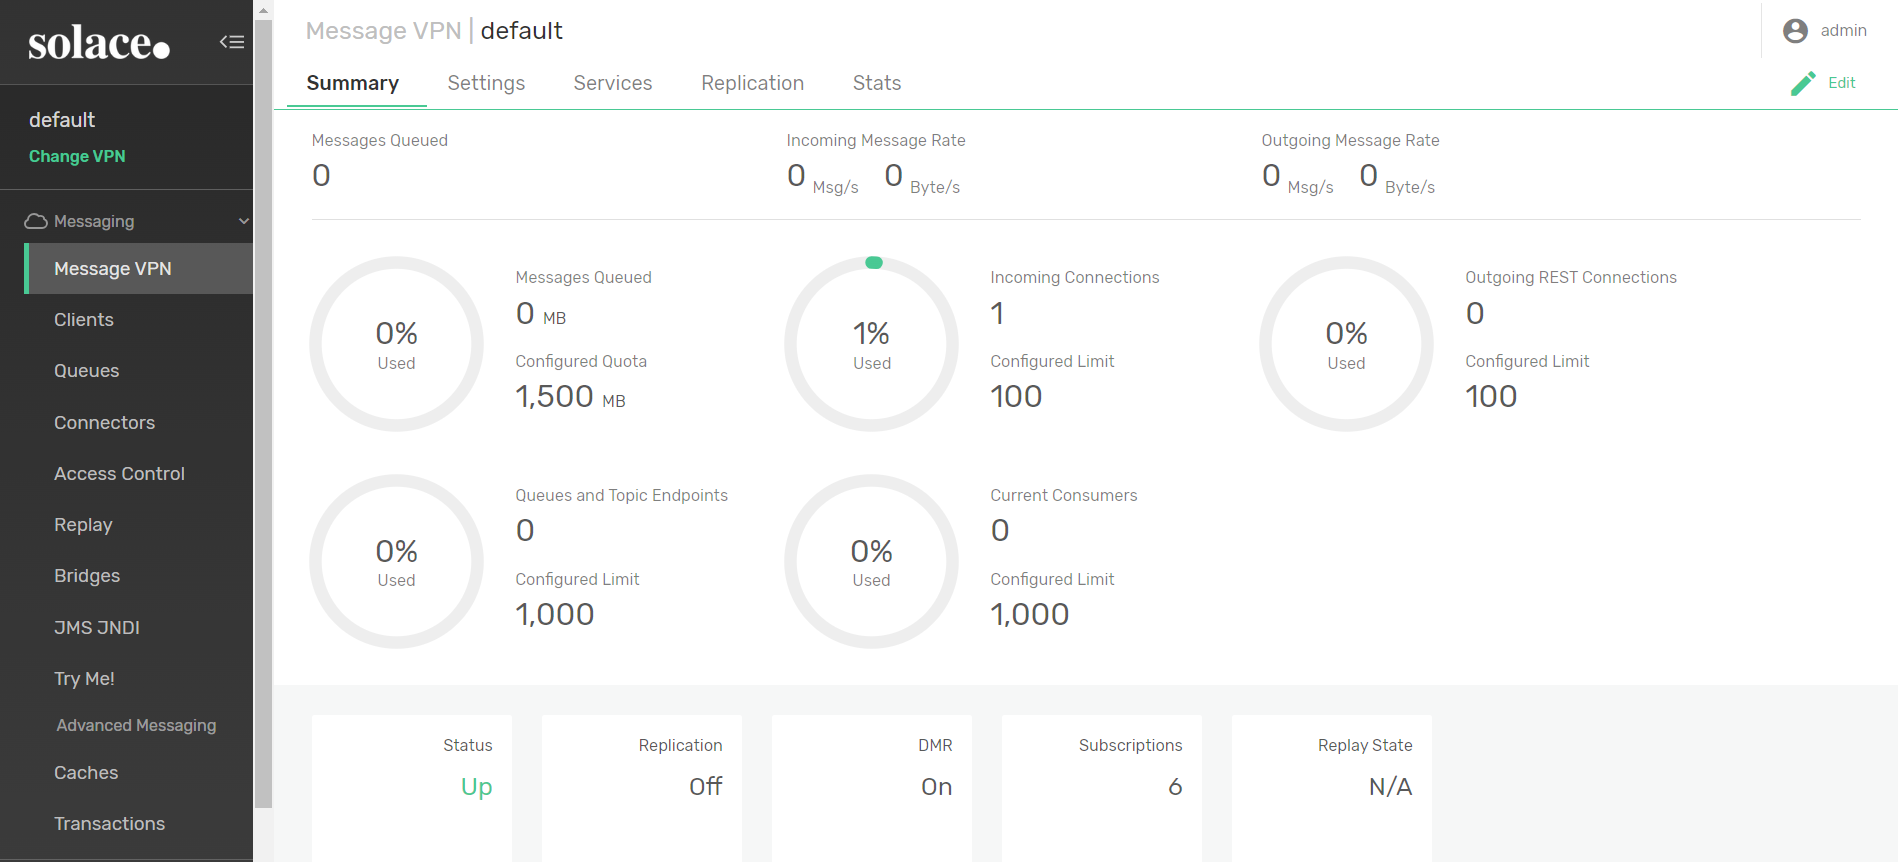 solace
default
Change VPN
Messaging
Message VPN
Clients
Queues
Connectors
Access Control
Replay
Bridges
JMS JNDI
Try Me!
Advanced Messaging
Caches
Transactions
Message VPN | default
admin
Summary Settings Services Replication Stats
Edit
Messages Queued
0
Incoming Message Rate
0 Msg/s 0 Byte/s
Outgoing Message Rate
0 Msg/s 0 Byte/s
0%
Used
Messages Queued
0 MB
Configured Quota
1,500 MB
1%
Used
Incoming Connections
1
Configured Limit
100
0%
Used
Outgoing REST Connections
0
Configured Limit
100
0%
Used
Queues and Topic Endpoints
0
Configured Limit
1,000
0%
Used
Current Consumers
0
Configured Limit
1,000
Status
Up
Replication
Off
DMR
On
Subscriptions
6
Replay State
N/A